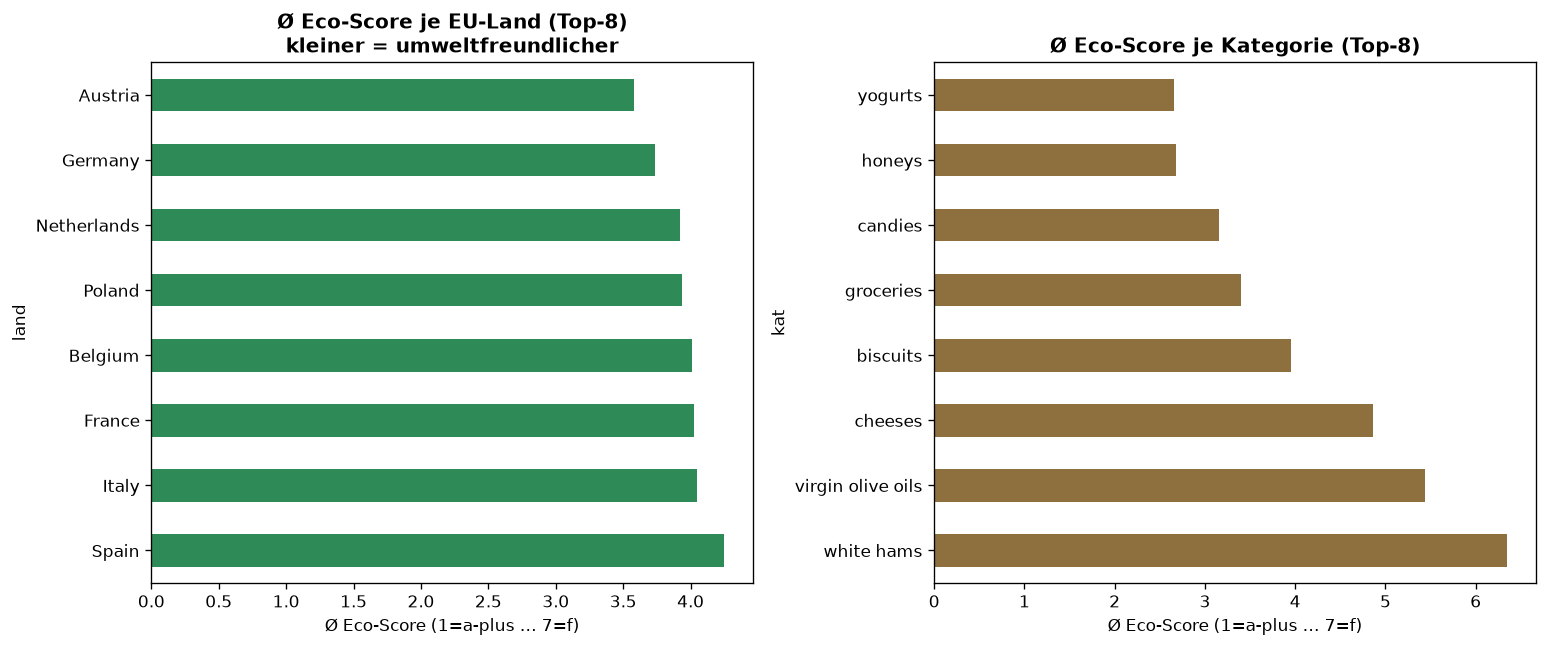 Ø Eco-Score je EU-Land (Top-8)
kleiner = umweltfreundlicher
land
Austria
Germany
Netherlands
Poland
Belgium
France
Italy
Spain
0.0 0.5 1.0 1.5 2.0 2.5 3.0 3.5 4.0
Ø Eco-Score (1=a-plus ... 7=f)
Ø Eco-Score je Kategorie (Top-8)
kat
yogurts
honeys
candies
groceries
biscuits
cheeses
virgin olive oils
white hams
0 1 2 3 4 5 6
Ø Eco-Score (1=a-plus ... 7=f)